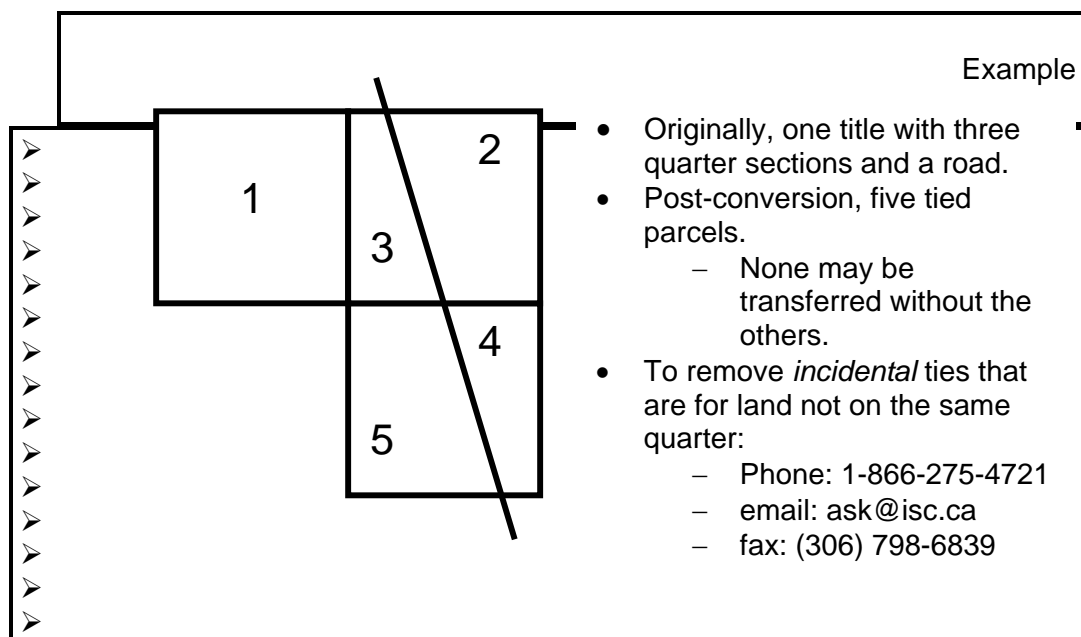 Example
1
2
3
4
5
• Originally, one title with three
quarter sections and a road.
• Post-conversion, five tied
parcels.
– None may be
transferred without the
others.
• To remove incidental ties that
are for land not on the same
quarter:
– Phone: 1-866-275-4721
– email: ask@isc.ca
– fax: (306) 798-6839